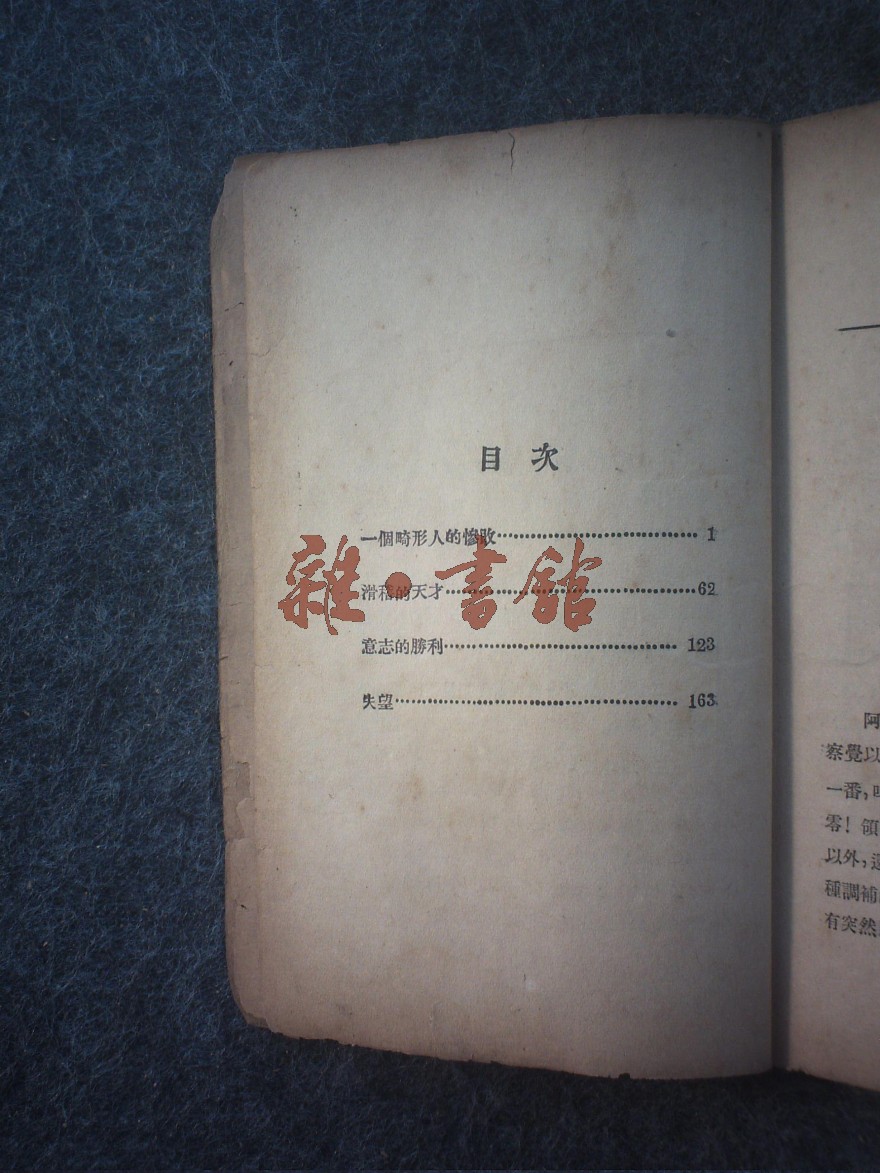 目次
一個畸形人的慘敗 1
滑稽的天才 62
意志的勝利 123
失望 163
雜·書館
阿
察覺以
一番,
零!領
以外,
種調補
有突然